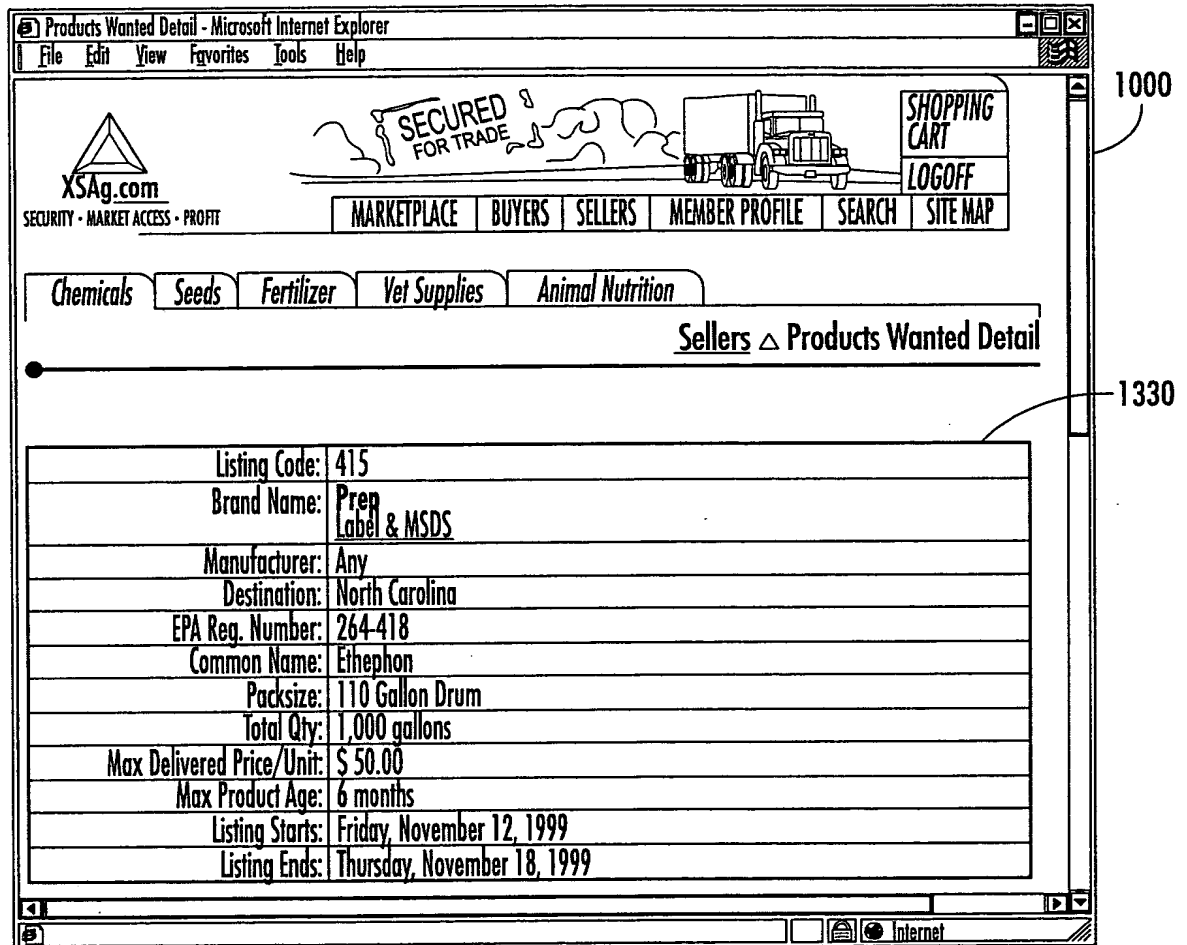 Products Wanted Detail - Microsoft Internet Explorer
File Edit View Favorites Tools Help
1000
SECURED
FOR TRADE
SHOPPING
CART
LOGOFF
XSAg.com
SECURITY • MARKET ACCESS • PROFIT
MARKETPLACE BUYERS SELLERS MEMBER PROFILE SEARCH SITE MAP
Chemicals Seeds Fertilizer Vet Supplies Animal Nutrition
Sellers △ Products Wanted Detail
1330
Listing Code: 415
Brand Name: Prep
Label & MSDS
Manufacturer: Any
Destination: North Carolina
EPA Reg. Number: 264-418
Common Name: Ethephon
Packsize: 110 Gallon Drum
Total Qty: 1,000 gallons
Max Delivered Price/Unit: $ 50.00
Max Product Age: 6 months
Listing Starts: Friday, November 12, 1999
Listing Ends: Thursday, November 18, 1999
Internet